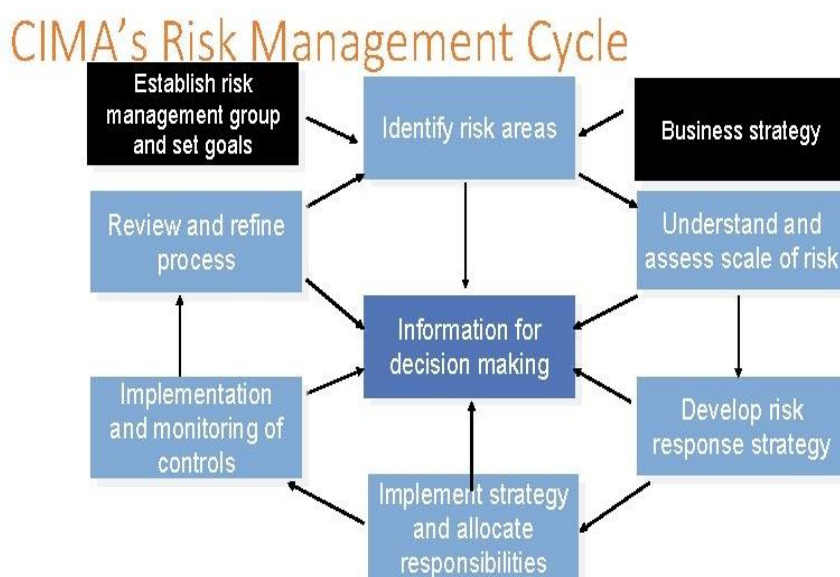 CIMA's Risk Management Cycle
Establish risk
management group
and set goals
Identify risk areas
Business strategy
Review and refine
process
Understand and
assess scale of risk
Information for
decision making
Implementation
and monitoring of
controls
Develop risk
response strategy
Implement strategy
and allocate
responsibilities